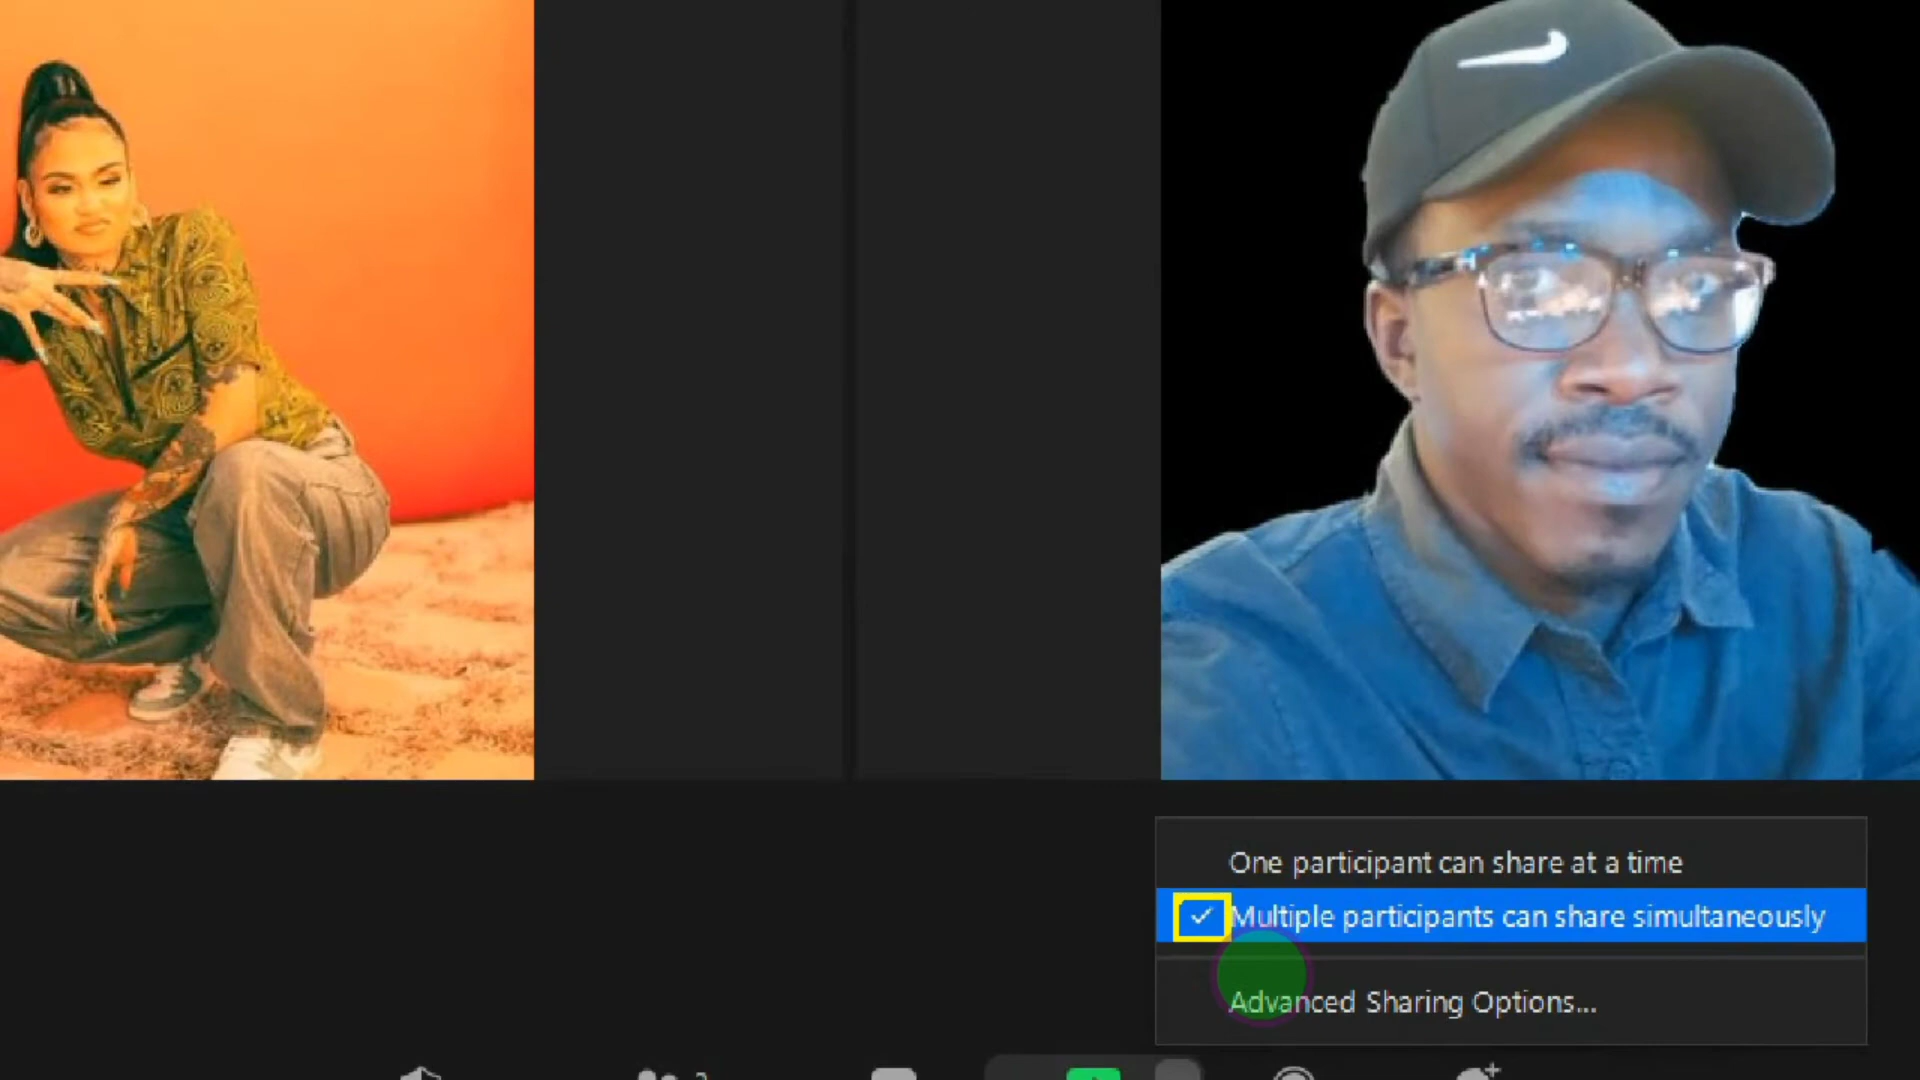 One participant can share at a time
Multiple participants can share simultaneously
Advanced Sharing Options...